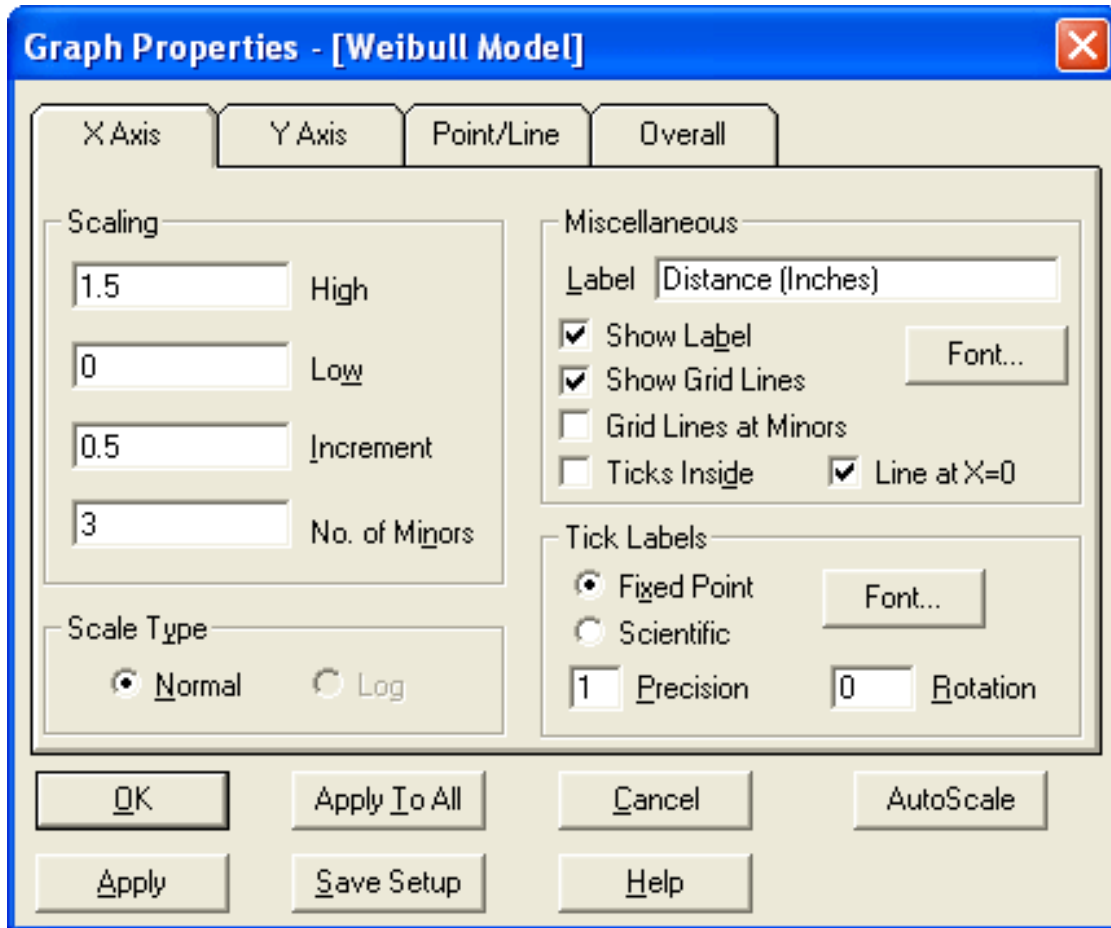 Graph Properties - [Weibull Model]
X Axis
Y Axis
Point/Line
Overall
Scaling
1.5 High
0 Low
0.5 Increment
3 No. of Minors
Scale Type
Normal
Log
Miscellaneous
Label Distance (Inches)
Show Label
Font...
Show Grid Lines
Grid Lines at Minors
Ticks Inside
Line at X=0
Tick Labels
Fixed Point
Font...
Scientific
1 Precision
0 Rotation
OK
Apply To All
Cancel
AutoScale
Apply
Save Setup
Help